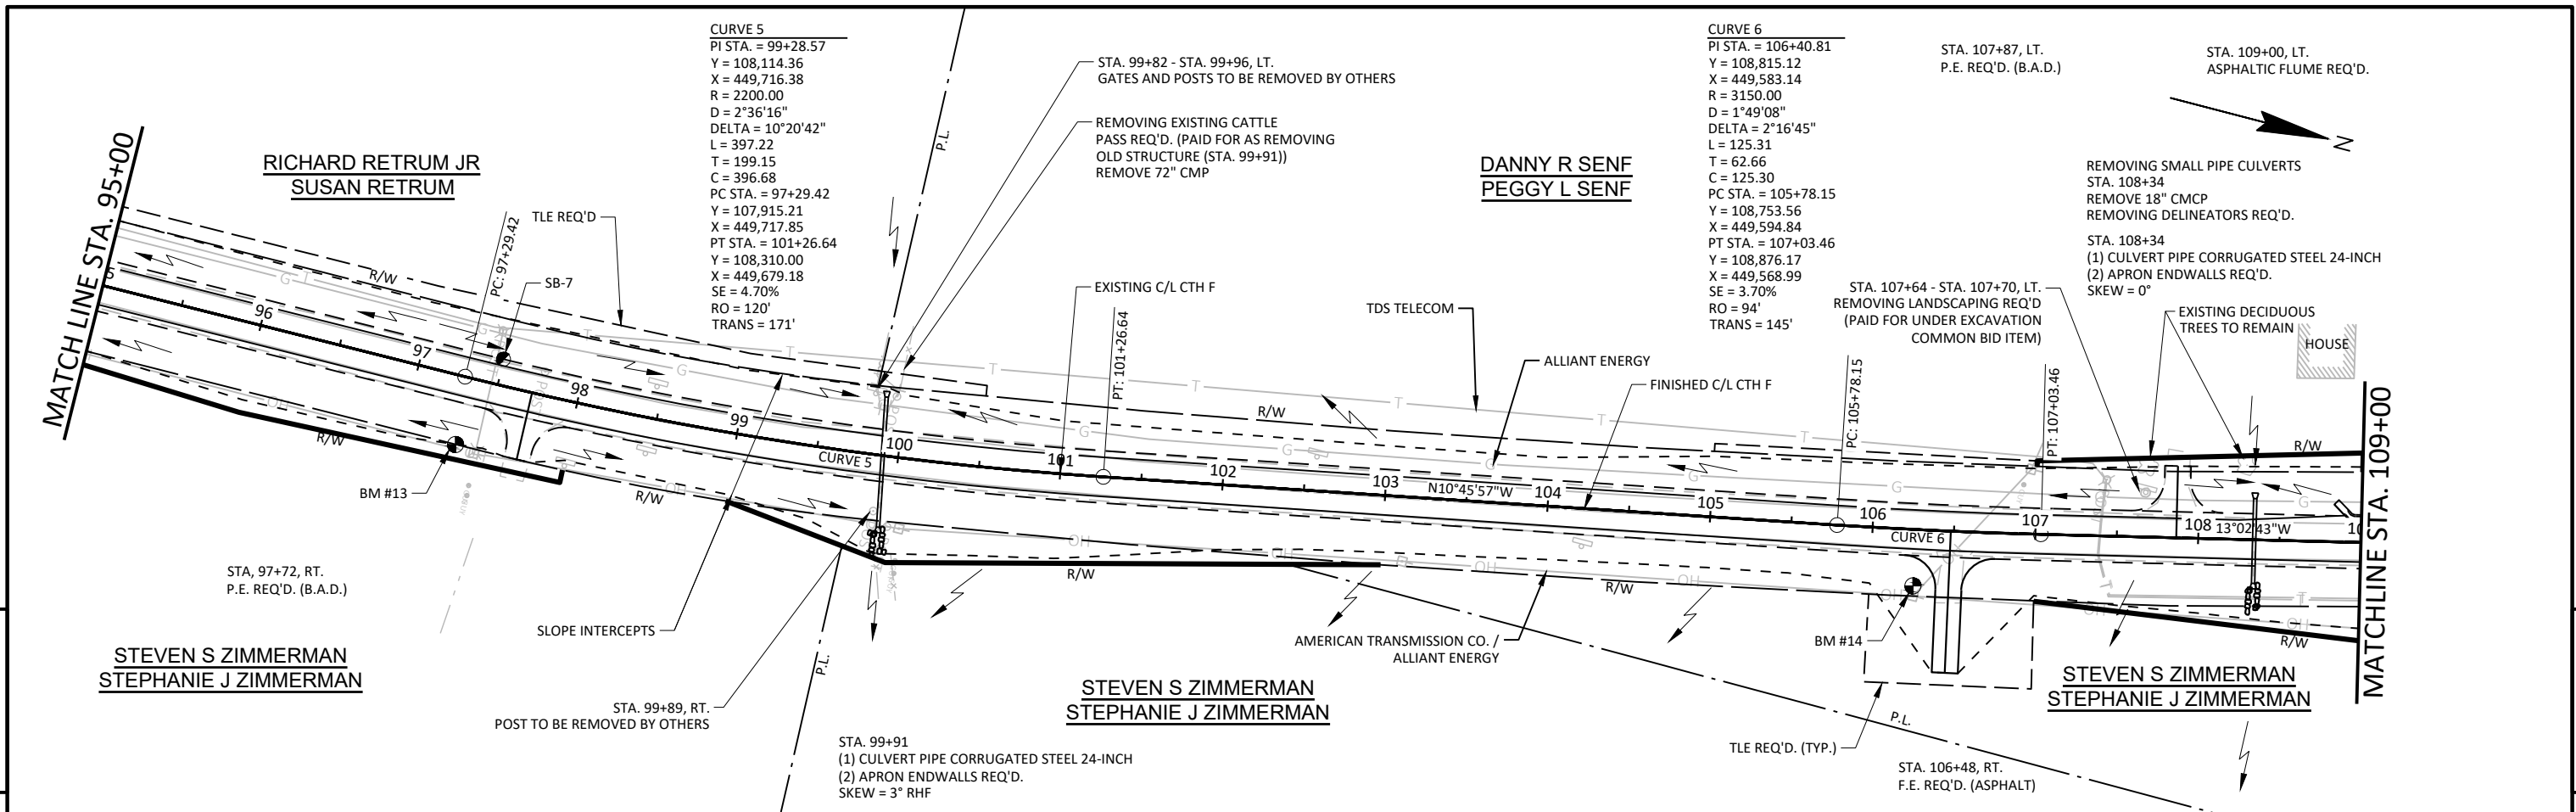 CURVE 5
PI STA. = 99+28.57
Y = 108,114.36
X = 449,716.38
R = 2200.00
D = 2°36'16"
DELTA = 10°20'42"
L = 397.22
T = 199.15
C = 396.68
PC STA. = 97+29.42
Y = 107,915.21
X = 449,717.85
PT STA. = 101+26.64
Y = 108,310.00
X = 449,679.18
SE = 4.70%
RO = 120'
TRANS = 171'
P.L.
STA. 99+82 - STA. 99+96, LT.
GATES AND POSTS TO BE REMOVED BY OTHERS
REMOVING EXISTING CATTLE
PASS REQ'D. (PAID FOR AS REMOVING
OLD STRUCTURE (STA. 99+91))
REMOVE 72" CMP
CURVE 6
PI STA. = 106+40.81
Y = 108,815.12
X = 449,583.14
R = 3150.00
D = 1°49'08"
DELTA = 2°16'45"
L = 125.31
T = 62.66
C = 125.30
PC STA. = 105+78.15
Y = 108,753.56
X = 449,594.84
PT STA. = 107+03.46
Y = 108,876.17
X = 449,568.99
SE = 3.70%
RO = 94'
TRANS = 145'
STA. 107+87, LT.
P.E. REQ'D. (B.A.D.)
STA. 109+00, LT.
ASPHALTIC FLUME REQ'D.
N
RICHARD RETRUM JR
SUSAN RETRUM
DANNY R SENF
PEGGY L SENF
REMOVING SMALL PIPE CULVERTS
STA. 108+34
REMOVE 18" CMCP
REMOVING DELINEATORS REQ'D.
STA. 108+34
(1) CULVERT PIPE CORRUGATED STEEL 24-INCH
(2) APRON ENDWALLS REQ'D.
SKEW = 0°
STA. 107+64 - STA. 107+70, LT.
REMOVING LANDSCAPING REQ'D
(PAID FOR UNDER EXCAVATION
COMMON BID ITEM)
EXISTING DECIDUOUS
TREES TO REMAIN
HOUSE
MATCH LINE STA. 95+00
TLE REQ'D
PC: 97+29.42
SB-7
R/W
EXISTING C/L CTH F
PT: 101+26.64
TDS TELECOM
ALLIANT ENERGY
FINISHED C/L CTH F
PC: 105+78.15
PT: 107+03.46
R/W
R/W
G
T
T
T
T
T
T
T
G
G
G
G
G
G
96
97
98
99
100
101
102
103
N10°45'57"W
104
105
106
107
108
13°02'43"W
10
CURVE 5
CURVE 6
MATCHLINE STA. 109+00
OH
R/W
R/W
OH
OH
OH
OH
OH
OH
OH
T
R/W
R/W
R/W
BM #13
BM #14
STA, 97+72, RT.
P.E. REQ'D. (B.A.D.)
SLOPE INTERCEPTS
P.L.
AMERICAN TRANSMISSION CO. /
ALLIANT ENERGY
STEVEN S ZIMMERMAN
STEPHANIE J ZIMMERMAN
STA. 99+89, RT.
POST TO BE REMOVED BY OTHERS
STEVEN S ZIMMERMAN
STEPHANIE J ZIMMERMAN
STEVEN S ZIMMERMAN
STEPHANIE J ZIMMERMAN
P.L.
TLE REQ'D. (TYP.)
STA. 99+91
(1) CULVERT PIPE CORRUGATED STEEL 24-INCH
(2) APRON ENDWALLS REQ'D.
SKEW = 3° RHF
STA. 106+48, RT.
F.E. REQ'D. (ASPHALT)